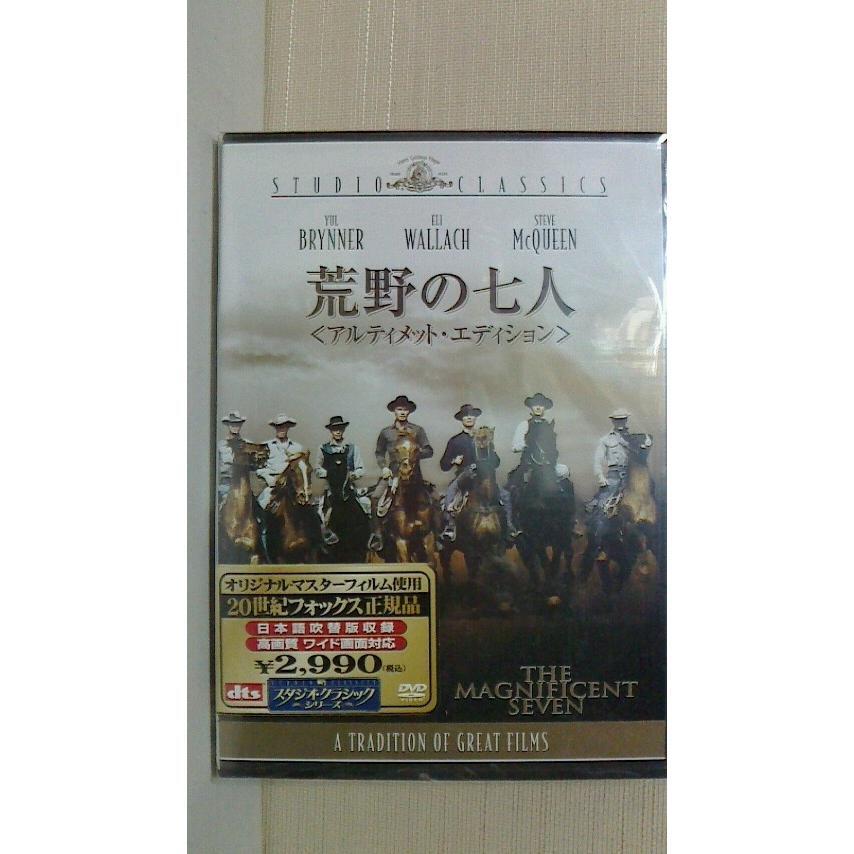 STUDIO CLASSICS
YUL BRYNNER
ELI WALLACH
STEVE McQUEEN
荒野の七人
<アルティメット・エディション>
オリジナル・マスターフィルム使用
20世紀フォックス正規品
日本語吹替版収録
高画質 ワイド画面対応
¥2,990(税込)
STUDIO CLASSICS
dts
スタジオ・クラシック
シリーズ
DVD
VIDEO
THE
MAGNIFICENT
SEVEN
A TRADITION OF GREAT FILMS